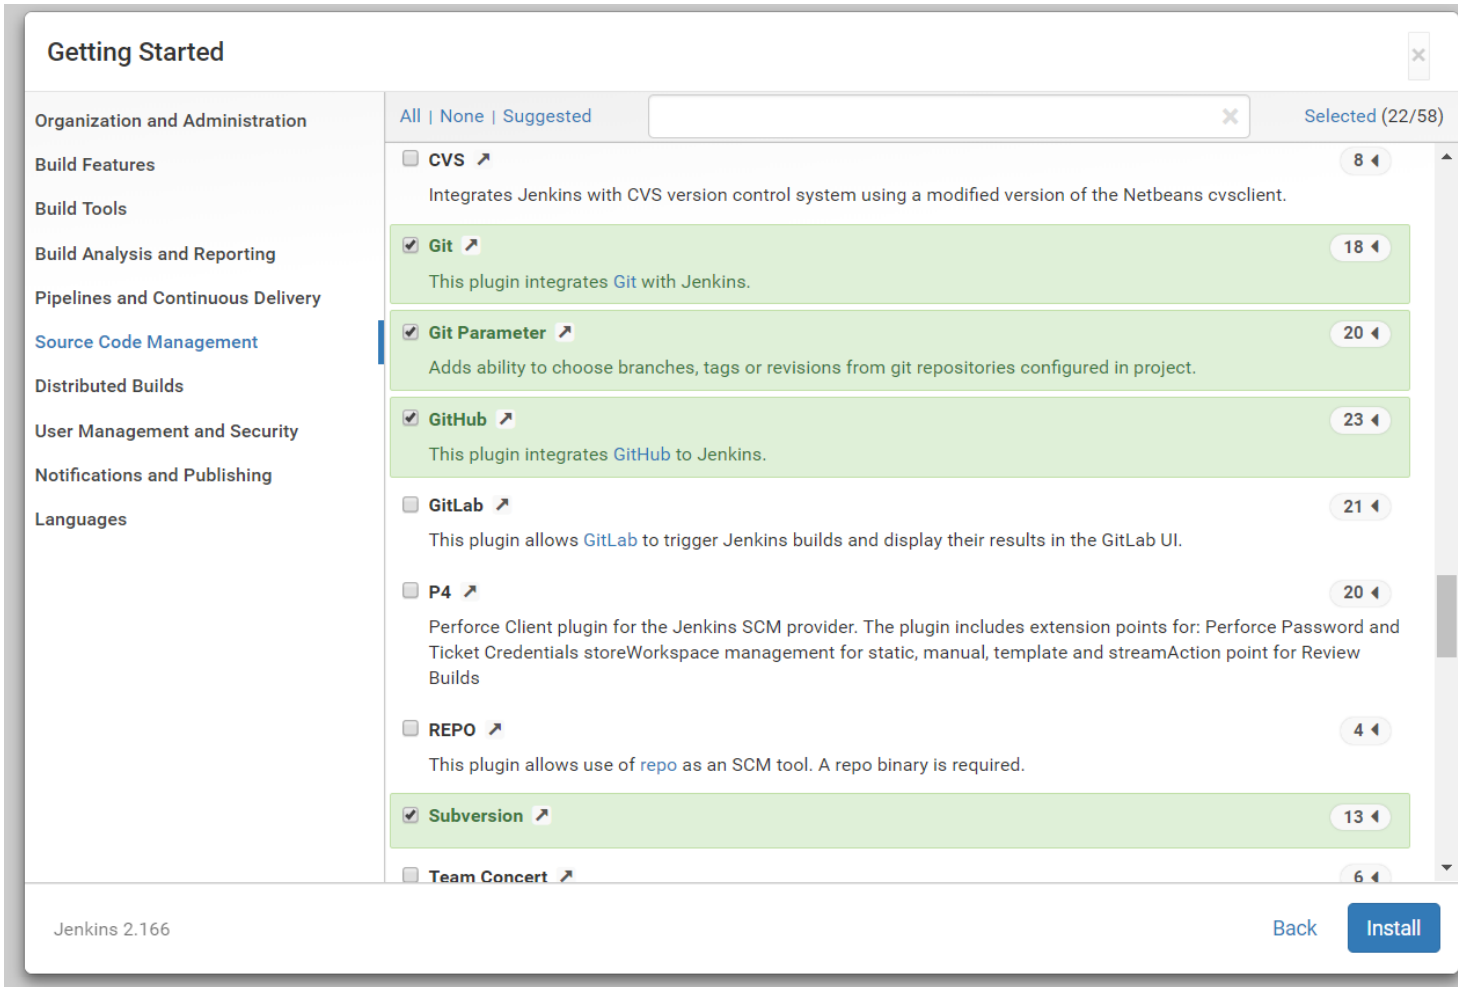 Getting Started
Organization and Administration
Build Features
Build Tools
Build Analysis and Reporting
Pipelines and Continuous Delivery
Source Code Management
Distributed Builds
User Management and Security
Notifications and Publishing
Languages
All | None | Suggested
Selected (22/58)
CVS
8
Integrates Jenkins with CVS version control system using a modified version of the Netbeans cvsclient.
Git
18
This plugin integrates Git with Jenkins.
Git Parameter
20
Adds ability to choose branches, tags or revisions from git repositories configured in project.
GitHub
23
This plugin integrates GitHub to Jenkins.
GitLab
21
This plugin allows GitLab to trigger Jenkins builds and display their results in the GitLab UI.
P4
20
Perforce Client plugin for the Jenkins SCM provider. The plugin includes extension points for: Perforce Password and
Ticket Credentials storeWorkspace management for static, manual, template and streamAction point for Review
Builds
REPO
4
This plugin allows use of repo as an SCM tool. A repo binary is required.
Subversion
13
Team Concert
6
Jenkins 2.166
Back
Install